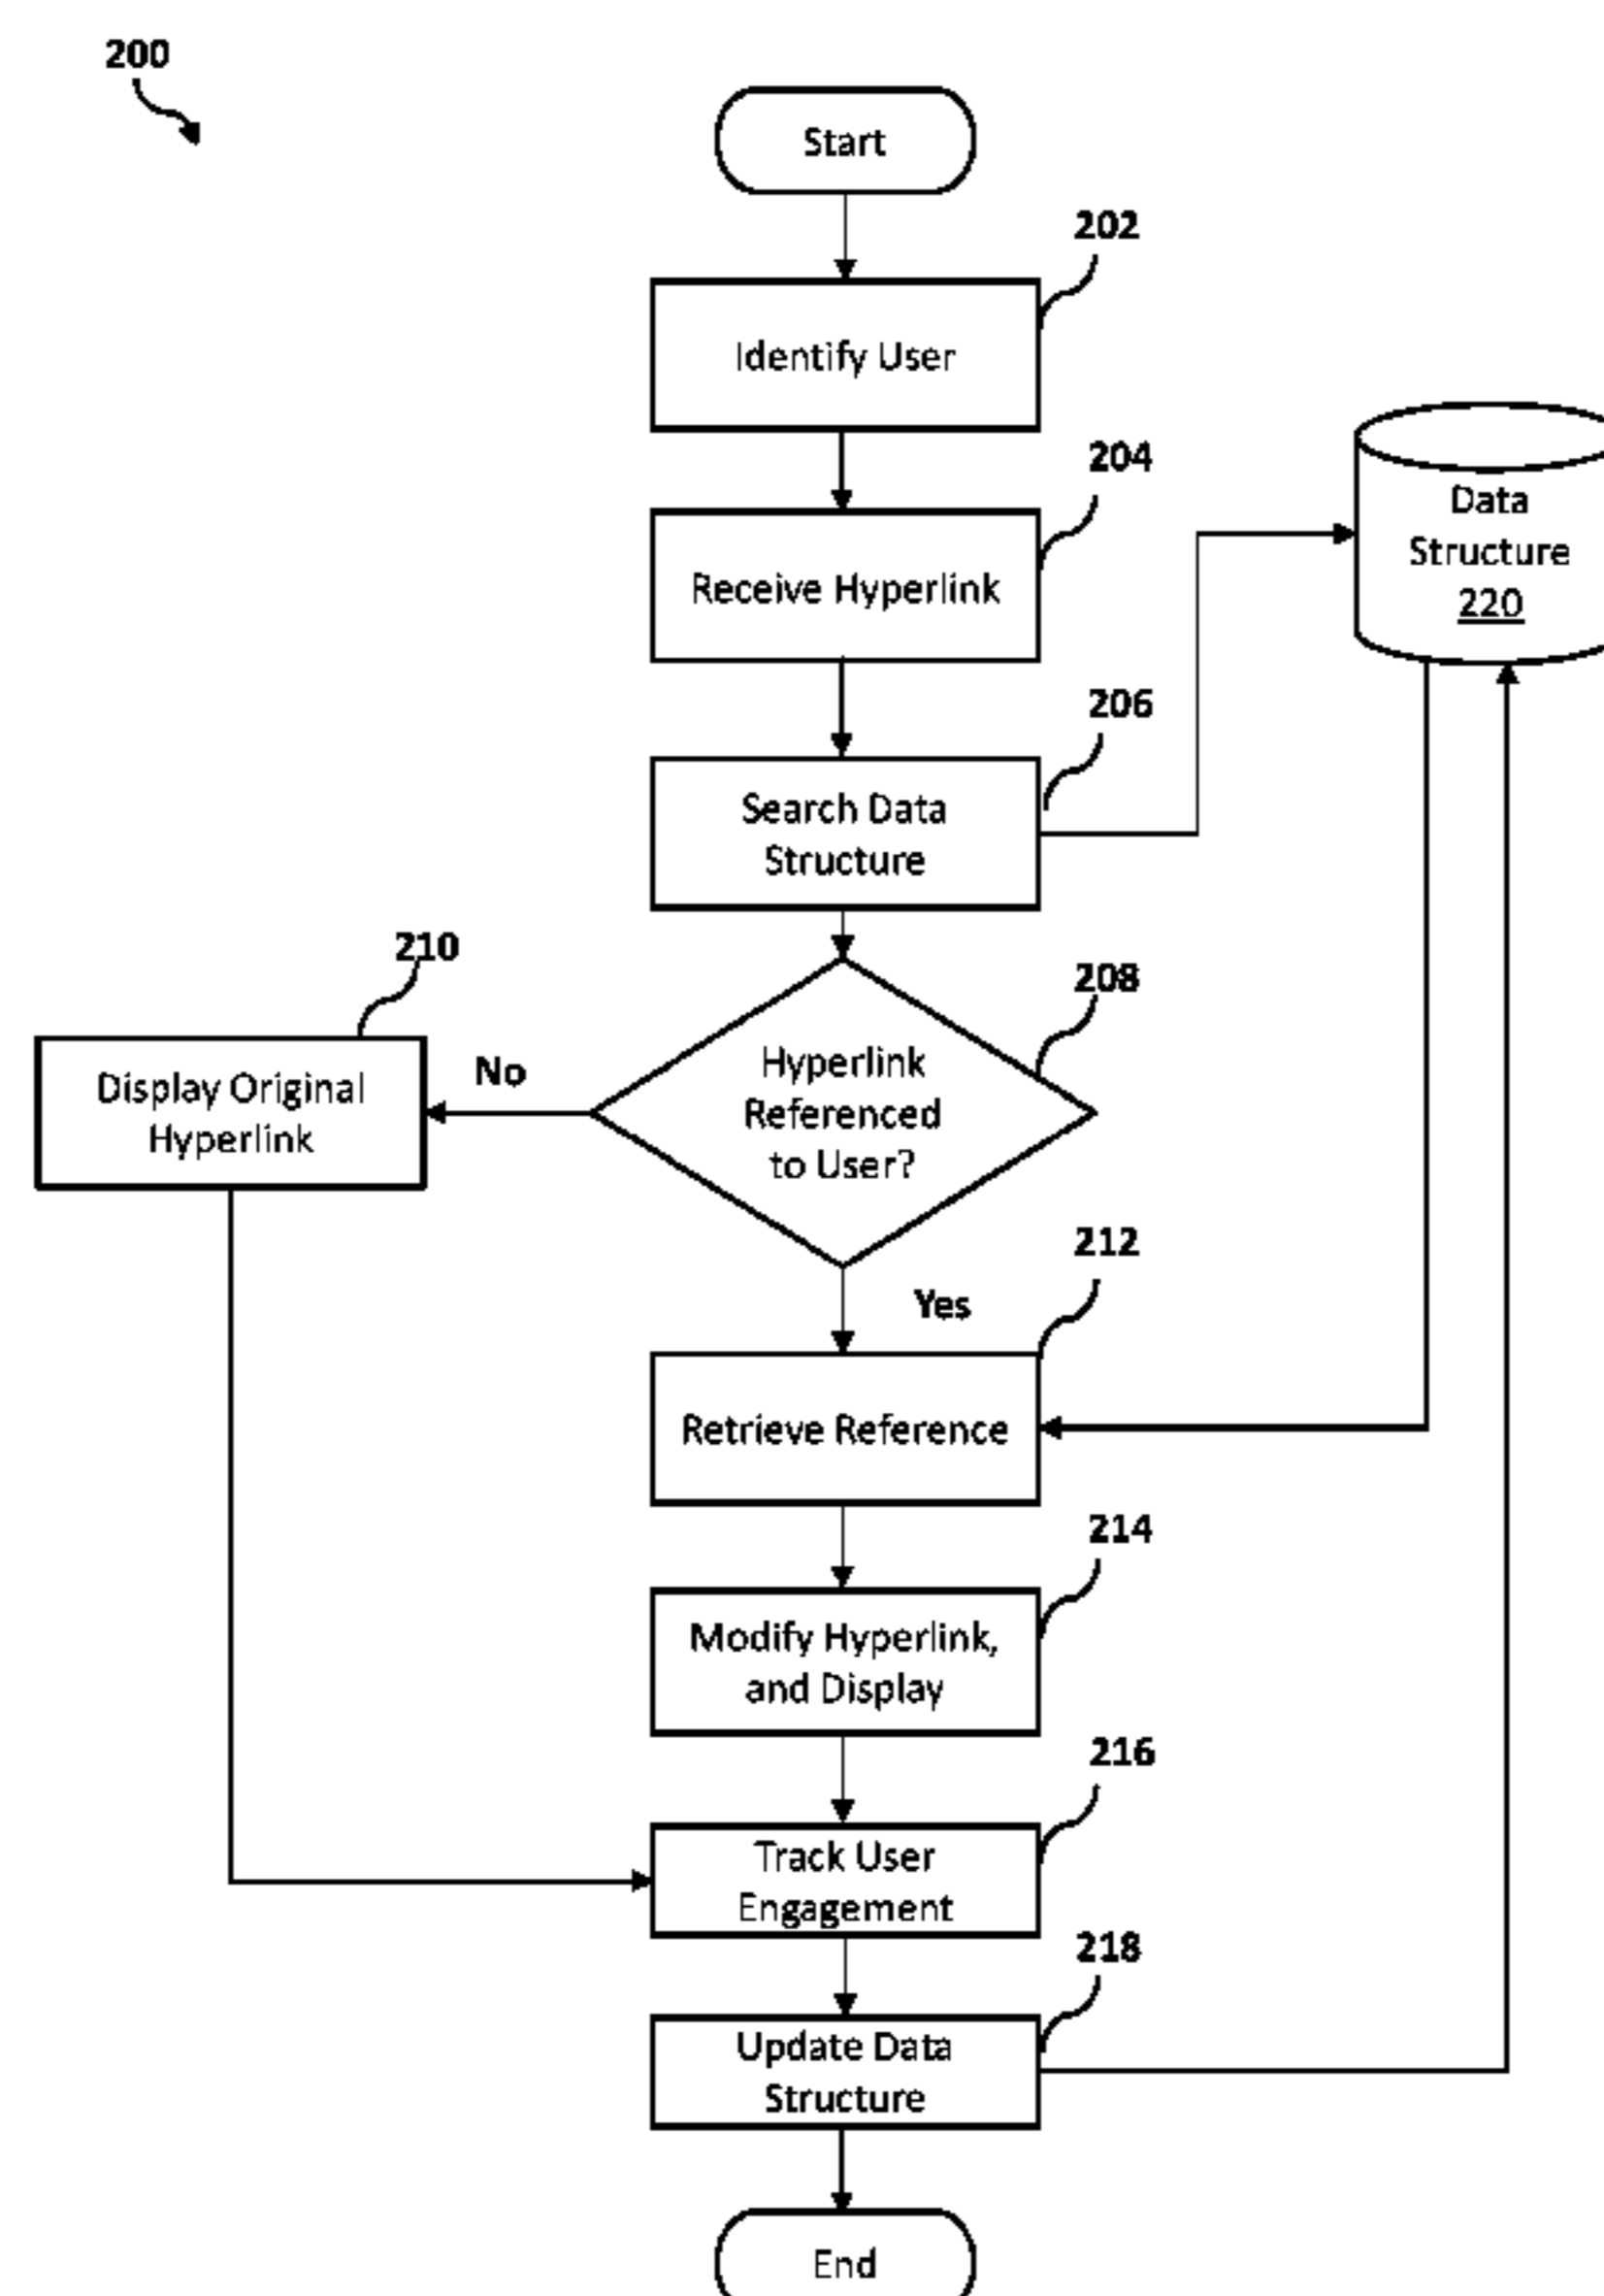 200
Start
202
Identify User
204
Receive Hyperlink
Data
Structure
220
206
Search Data
Structure
210
208
Display Original
Hyperlink
No
Hyperlink
Referenced
to User?
212
Yes
Retrieve Reference
214
Modify Hyperlink,
and Display
216
Track User
Engagement
218
Update Data
Structure
End